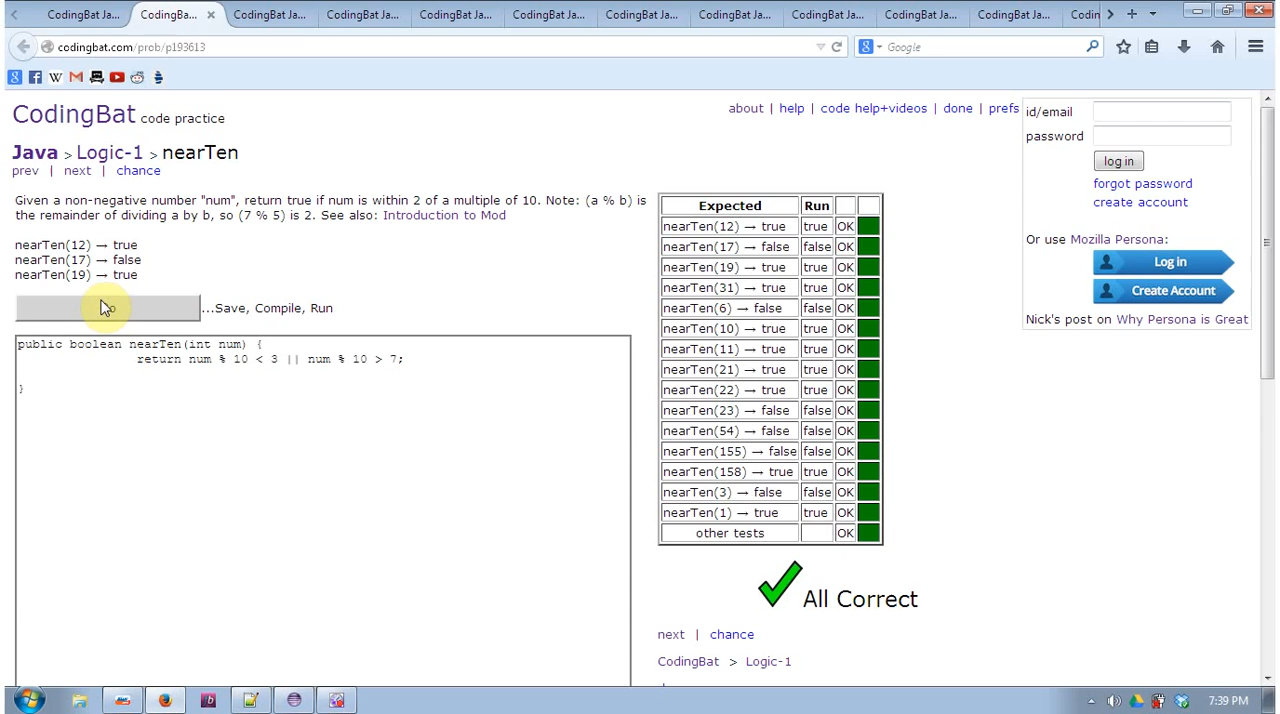 CodingBat Ja...
CodingBa...
CodingBat Ja...
CodingBat Ja...
CodingBat Ja...
CodingBat Ja...
CodingBat Ja...
CodingBat Ja...
CodingBat Ja...
CodingBat Ja...
CodingBat Ja...
Codin
codingbat.com/prob/p193613
Google
CodingBat code practice
about | help | code help+videos | done | prefs
id/email
password
log in
forgot password
create account
Or use Mozilla Persona:
Log in
Create Account
Nick's post on Why Persona is Great
Java > Logic-1 > nearTen
prev | next | chance
Given a non-negative number "num", return true if num is within 2 of a multiple of 10. Note: (a % b) is
the remainder of dividing a by b, so (7 % 5) is 2. See also: Introduction to Mod
nearTen(12) → true
nearTen(17) → false
nearTen(19) → true
...Save, Compile, Run
public boolean nearTen(int num) {
return num % 10 < 3 || num % 10 > 7;
}
Expected Run
nearTen(12) → true true OK
nearTen(17) → false false OK
nearTen(19) → true true OK
nearTen(31) → true true OK
nearTen(6) → false false OK
nearTen(10) → true true OK
nearTen(11) → true true OK
nearTen(21) → true true OK
nearTen(22) → true true OK
nearTen(23) → false false OK
nearTen(54) → false false OK
nearTen(155) → false false OK
nearTen(158) → true true OK
nearTen(3) → false false OK
nearTen(1) → true true OK
other tests OK
All Correct
next | chance
CodingBat > Logic-1
7:39 PM